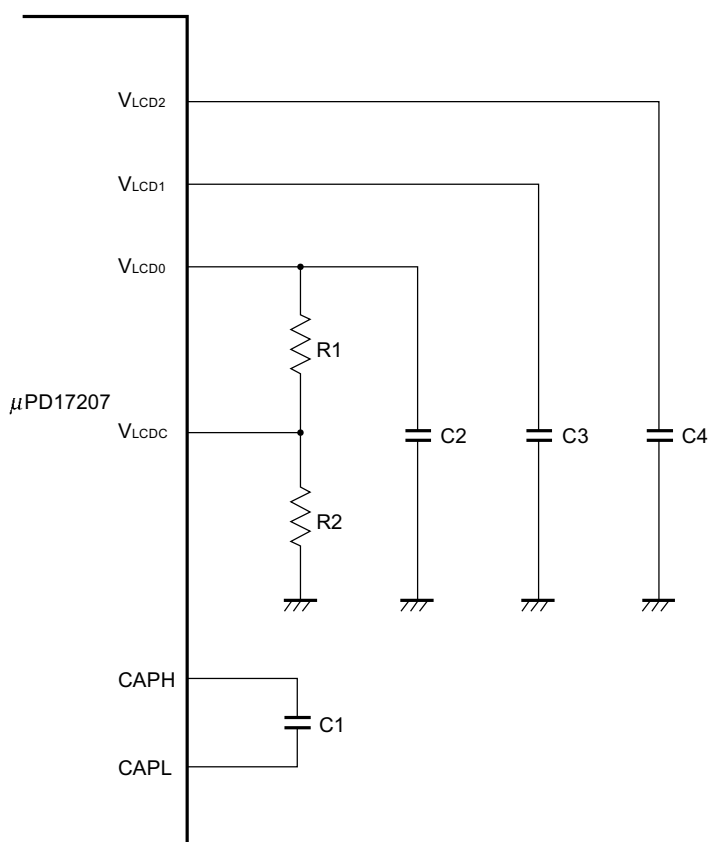 VLCD2
VLCD1
VLCD0
R1
μPD17207
VLCDC
C2
C3
C4
R2
CAPH
C1
CAPL